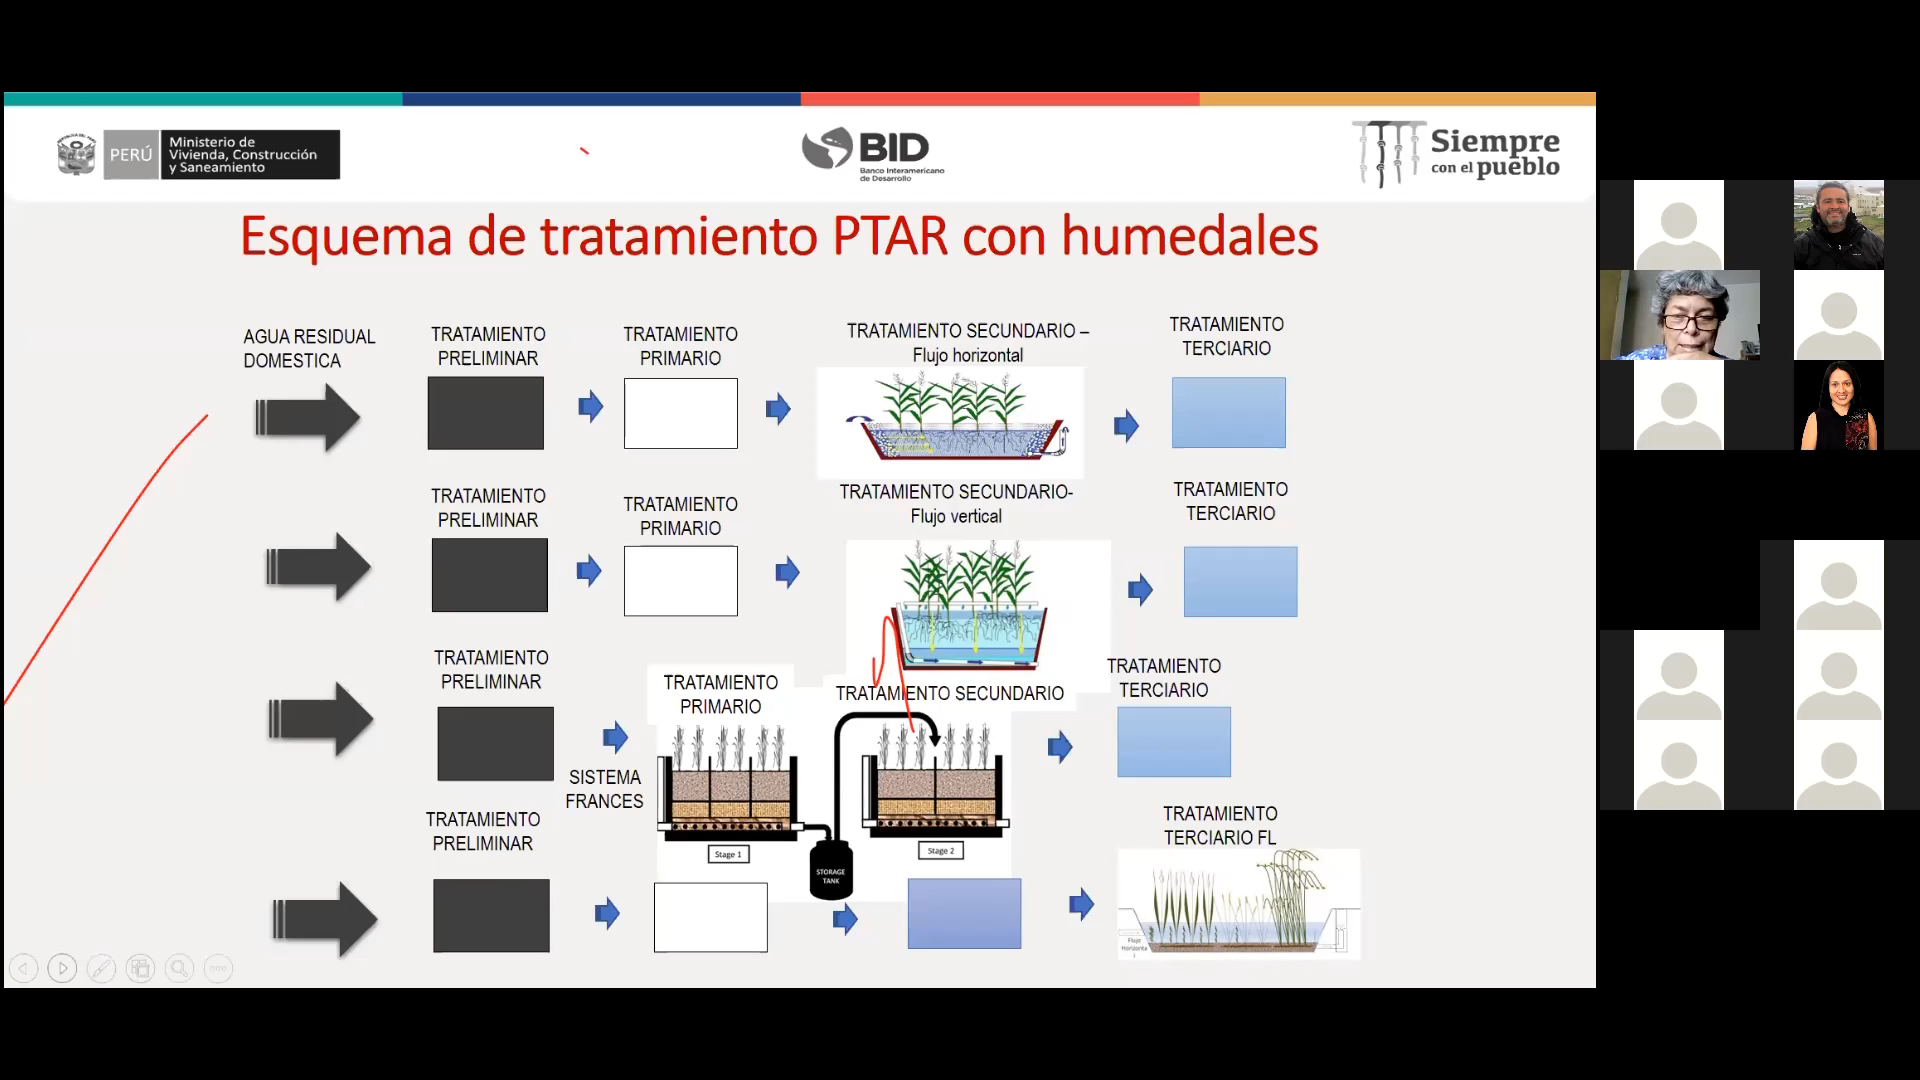 PERÚ
Ministerio de
Vivienda, Construcción
y Saneamiento
BID
Banco Interamericano
de Desarrollo
Siempre
con el pueblo
Esquema de tratamiento PTAR con humedales
AGUA RESIDUAL
DOMESTICA
TRATAMIENTO
PRELIMINAR
TRATAMIENTO
PRIMARIO
TRATAMIENTO SECUNDARIO –
Flujo horizontal
TRATAMIENTO
TERCIARIO
TRATAMIENTO
PRELIMINAR
TRATAMIENTO
PRIMARIO
TRATAMIENTO SECUNDARIO-
Flujo vertical
TRATAMIENTO
TERCIARIO
TRATAMIENTO
PRELIMINAR
SISTEMA
FRANCES
TRATAMIENTO
PRIMARIO
Stage 1
STORAGE
TANK
TRATAMIENTO SECUNDARIO
Stage 2
TRATAMIENTO
TERCIARIO
TRATAMIENTO
PRELIMINAR
TRATAMIENTO
TERCIARIO FL
Flujo
Horizonta
l